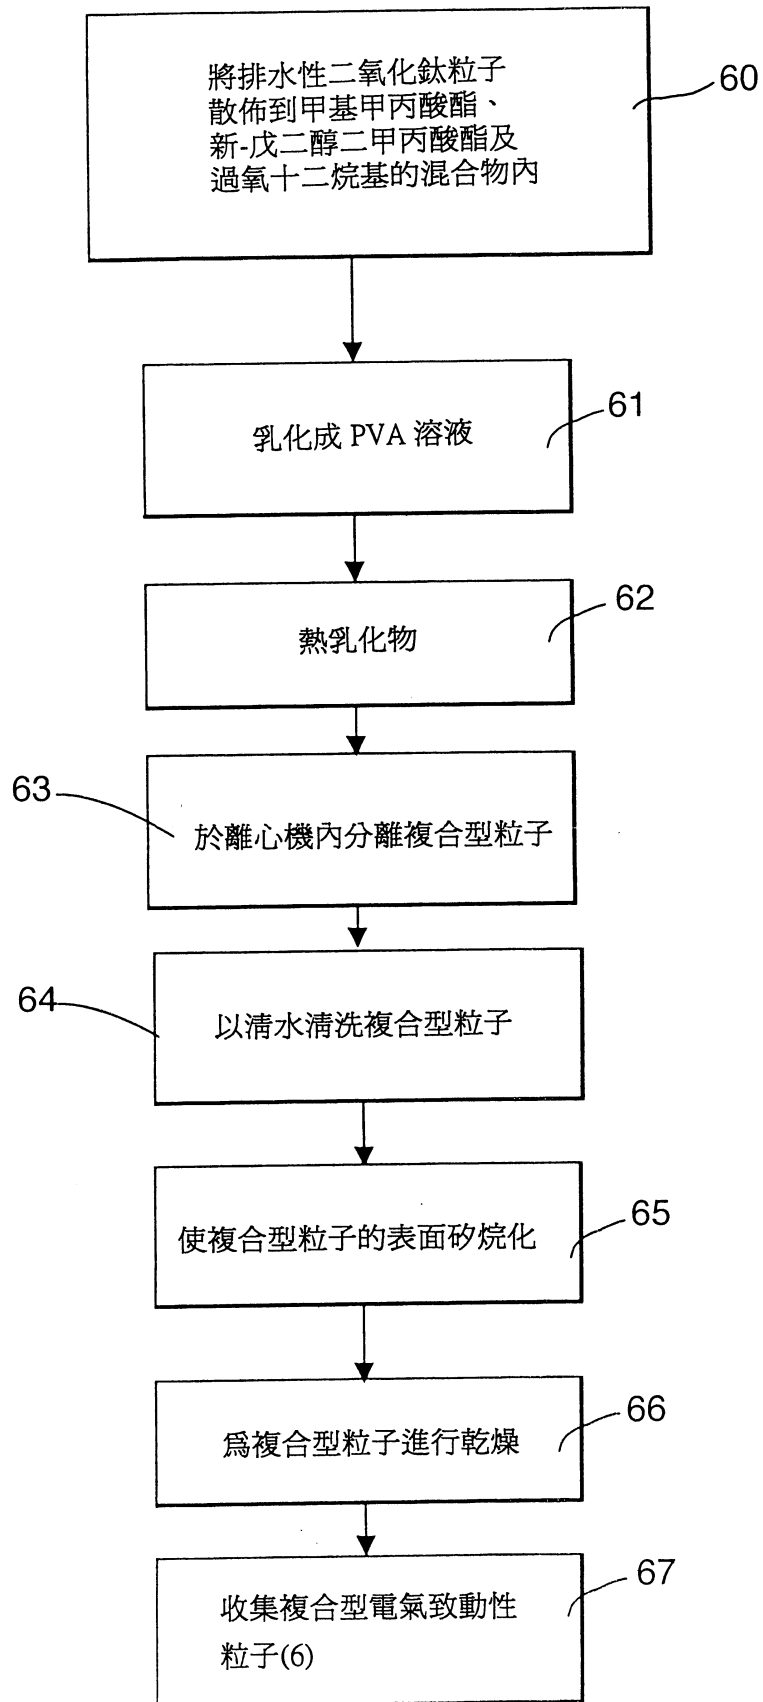 將排水性二氧化鈦粒子
散佈到甲基甲丙酸酯、
新-戊二醇二甲丙酸酯及
過氧十二烷基的混合物內
60
乳化成 PVA 溶液
61
熱乳化物
62
63
於離心機內分離複合型粒子
64
以清水清洗複合型粒子
使複合型粒子的表面矽烷化
65
爲複合型粒子進行乾燥
66
收集複合型電氣致動性
粒子(6)
67